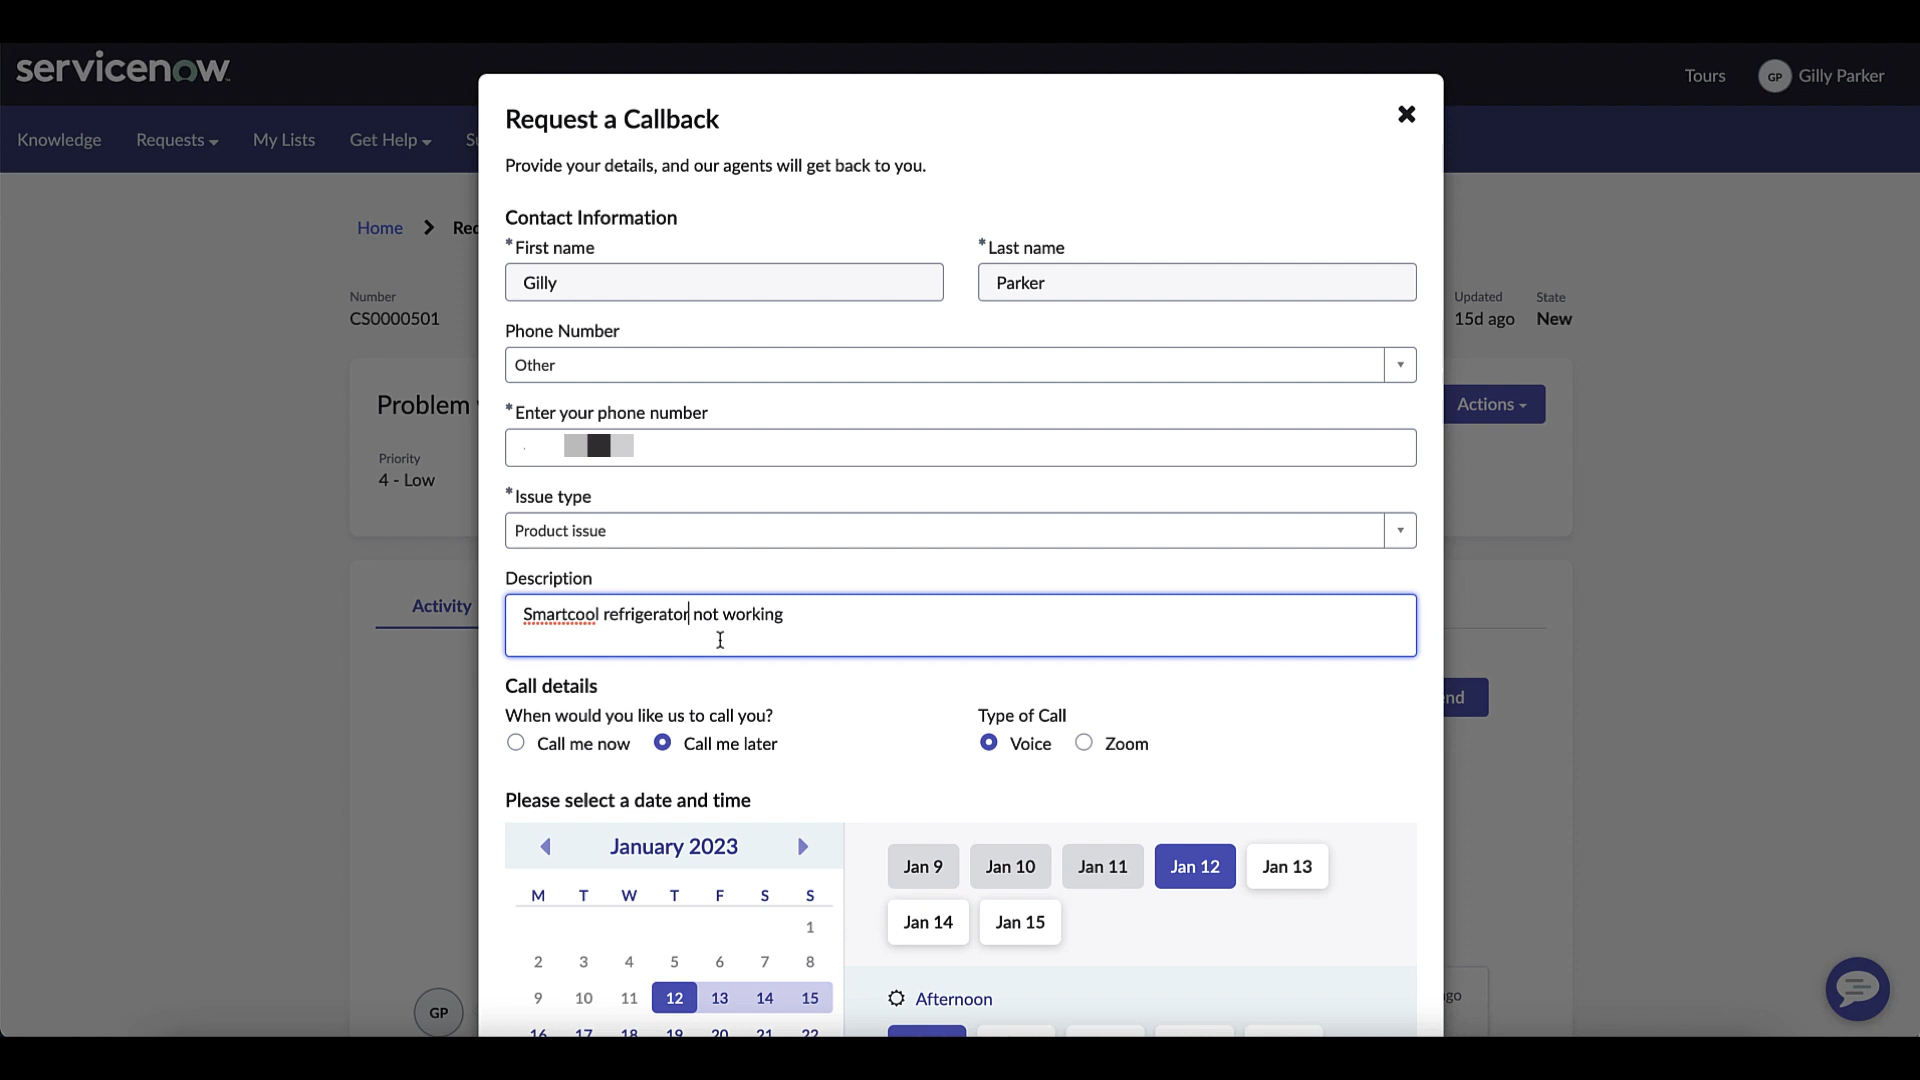 servicenow
Tours
GP
Gilly Parker
Knowledge
Requests
My Lists
Get Help
Home
Number
CS0000501
Updated
State
15d ago
New
Problem
Actions
Priority
4 - Low
Activity
GP
Request a Callback
Provide your details, and our agents will get back to you.
Contact Information
*First name
*Last name
Gilly
Parker
Phone Number
Other
*Enter your phone number
*Issue type
Product issue
Description
Smartcool refrigerator not working
Call details
When would you like us to call you?
Type of Call
Call me now
Call me later
Voice
Zoom
Please select a date and time
January 2023
M T W T F S S
1
2 3 4 5 6 7 8
9 10 11 12 13 14 15
16 17 18 19 20 21 22
Jan 9
Jan 10
Jan 11
Jan 12
Jan 13
Jan 14
Jan 15
Afternoon